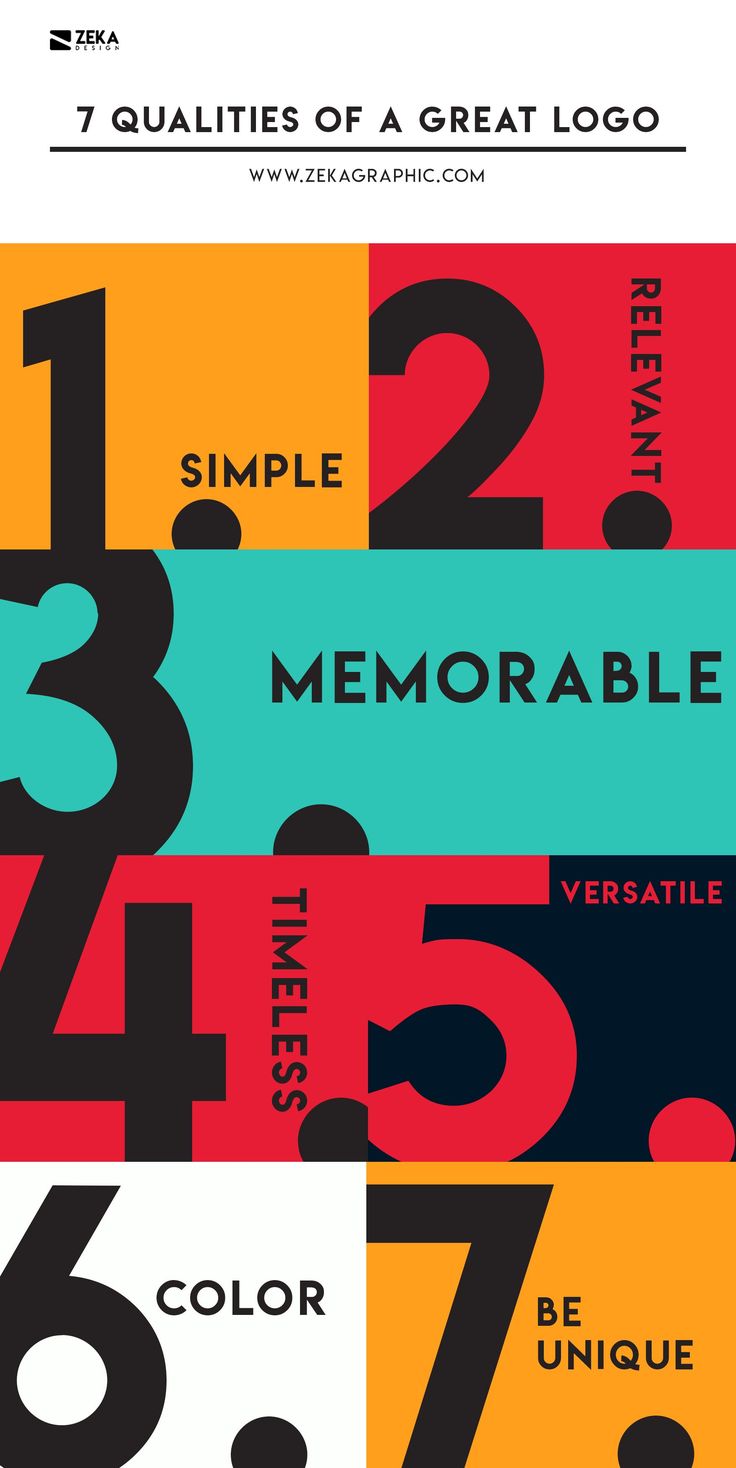 ZEKA
DESIGN
7 QUALITIES OF A GREAT LOGO
WWW.ZEKAGRAPHIC.COM
1.
SIMPLE
2.
RELEVANT
3.
MEMORABLE
4.
TIMELESS
5.
VERSATILE
6.
COLOR
7.
BE
UNIQUE